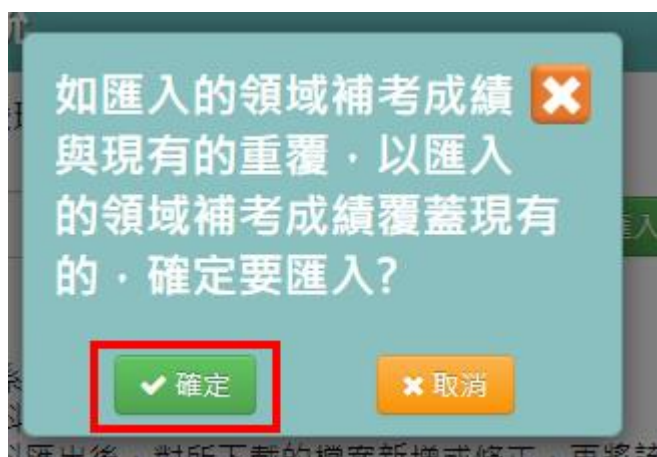 如匯入的領域補考成績
與現有的重覆，以匯入
的領域補考成績覆蓋現有
的，確定要匯入?
確定
取消